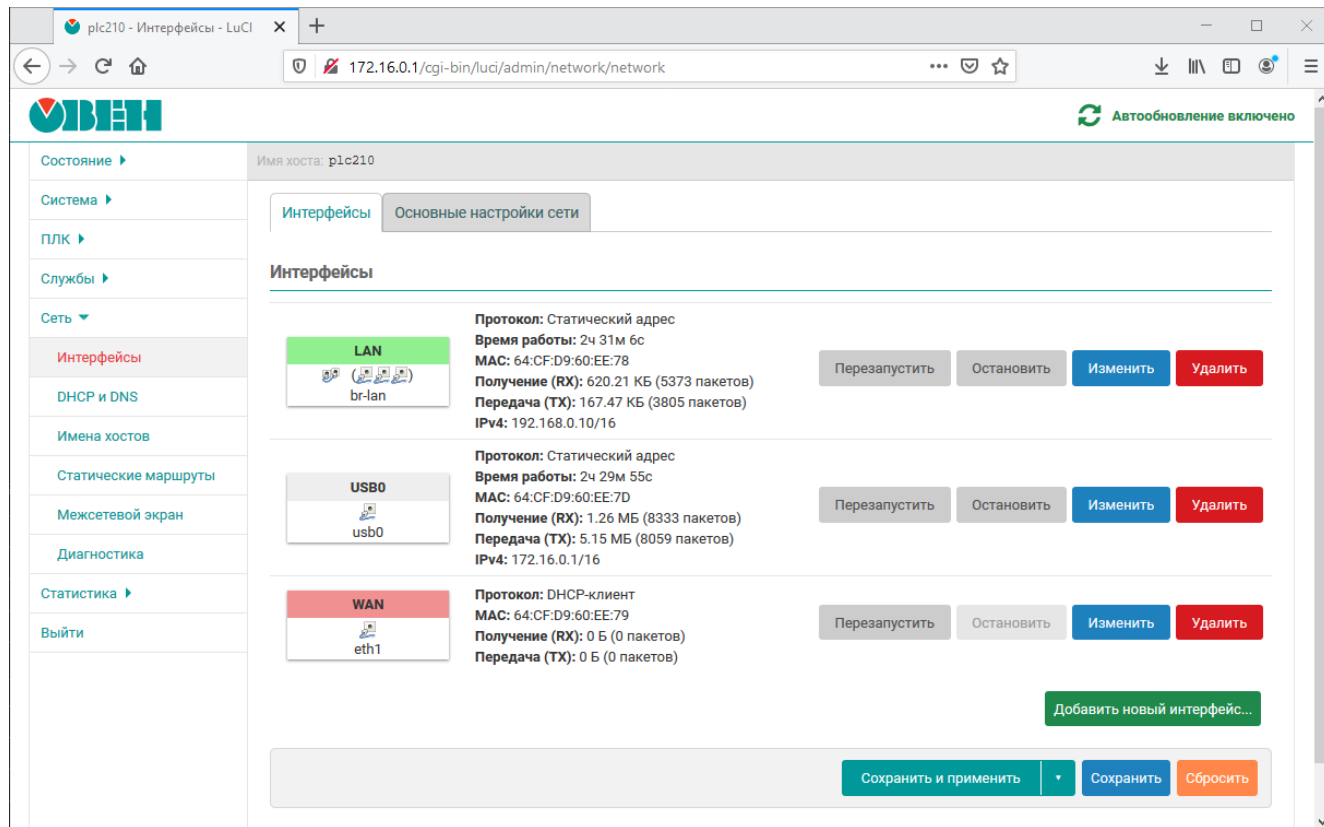 plc210 - Интерфейсы - LuCI
172.16.0.1/cgi-bin/luci/admin/network/network
ОВЕН
Автообновление включено
Состояние
Имя хоста: plc210
Система
ПЛК
Службы
Сеть
Интерфейсы
DHCP и DNS
Имена хостов
Статические маршруты
Межсетевой экран
Диагностика
Статистика
Выйти
Интерфейсы
Основные настройки сети
Интерфейсы
LAN
br-lan
Протокол: Статический адрес
Время работы: 2ч 31м 6с
MAC: 64:CF:D9:60:EE:78
Получение (RX): 620.21 КБ (5373 пакетов)
Передача (TX): 167.47 КБ (3805 пакетов)
IPv4: 192.168.0.10/16
Перезапустить
Остановить
Изменить
Удалить
USB0
usb0
Протокол: Статический адрес
Время работы: 2ч 29м 55с
MAC: 64:CF:D9:60:EE:7D
Получение (RX): 1.26 МБ (8333 пакетов)
Передача (TX): 5.15 МБ (8059 пакетов)
IPv4: 172.16.0.1/16
Перезапустить
Остановить
Изменить
Удалить
WAN
eth1
Протокол: DHCP-клиент
MAC: 64:CF:D9:60:EE:79
Получение (RX): 0 Б (0 пакетов)
Передача (TX): 0 Б (0 пакетов)
Перезапустить
Остановить
Изменить
Удалить
Добавить новый интерфейс...
Сохранить и применить
Сохранить
Сбросить